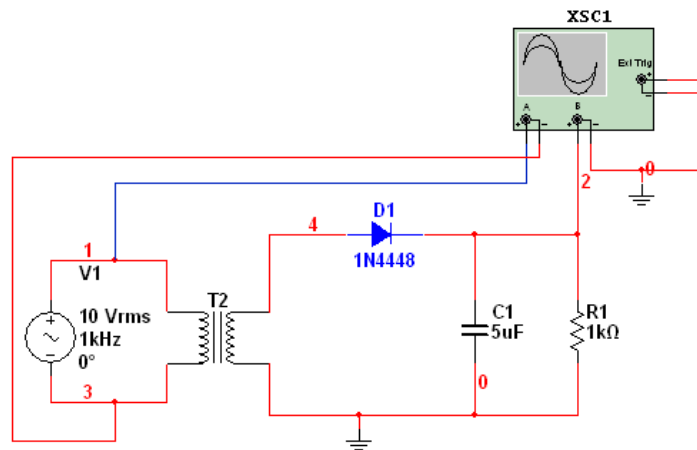 XSC1
Ext Trig
+
–
A
B
+ –
+ –
0
2
1
V1
4
D1
1N4448
T2
10 Vrms
1kHz
0°
+
–
3
C1
5uF
0
R1
1kΩ